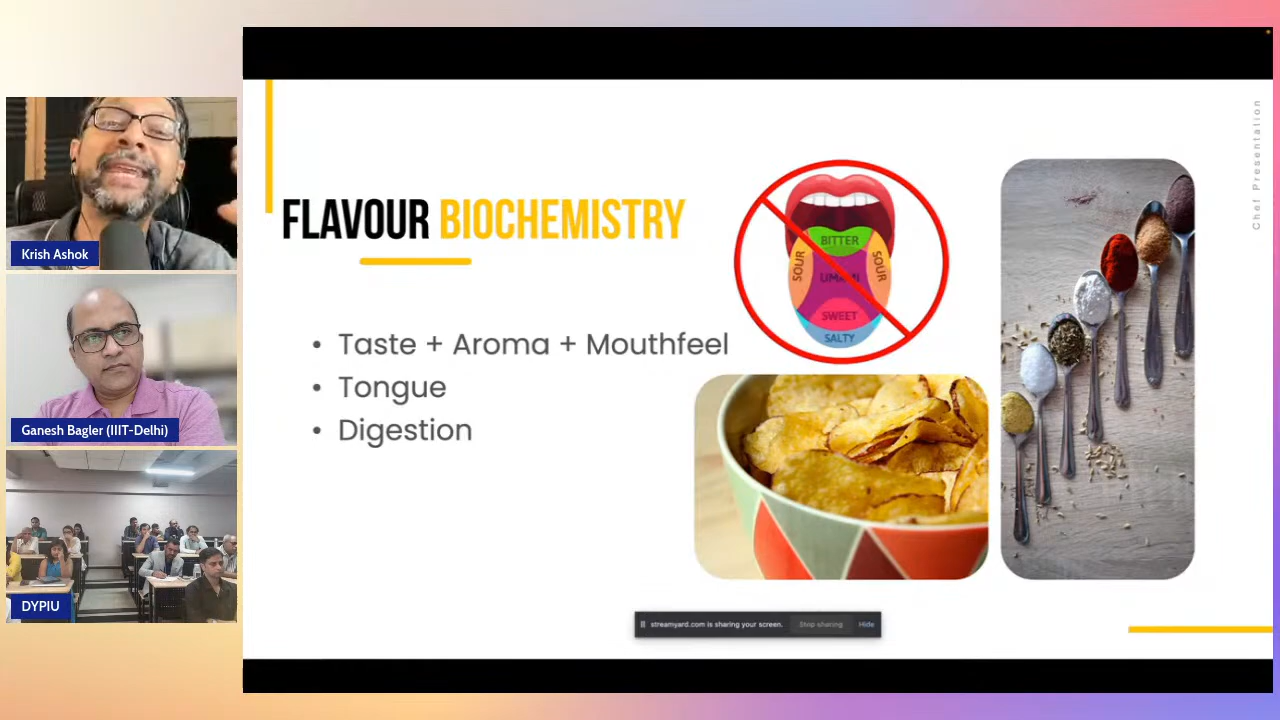 Krish Ashok
Ganesh Bagler (IIIT-Delhi)
DYPIU
FLAVOUR BIOCHEMISTRY
• Taste + Aroma + Mouthfeel
• Tongue
• Digestion
BITTER
SOUR
SOUR
UMAMI
SWEET
SALTY
Chat Presentation
streamyard.com is sharing your screen. Stop sharing Hide